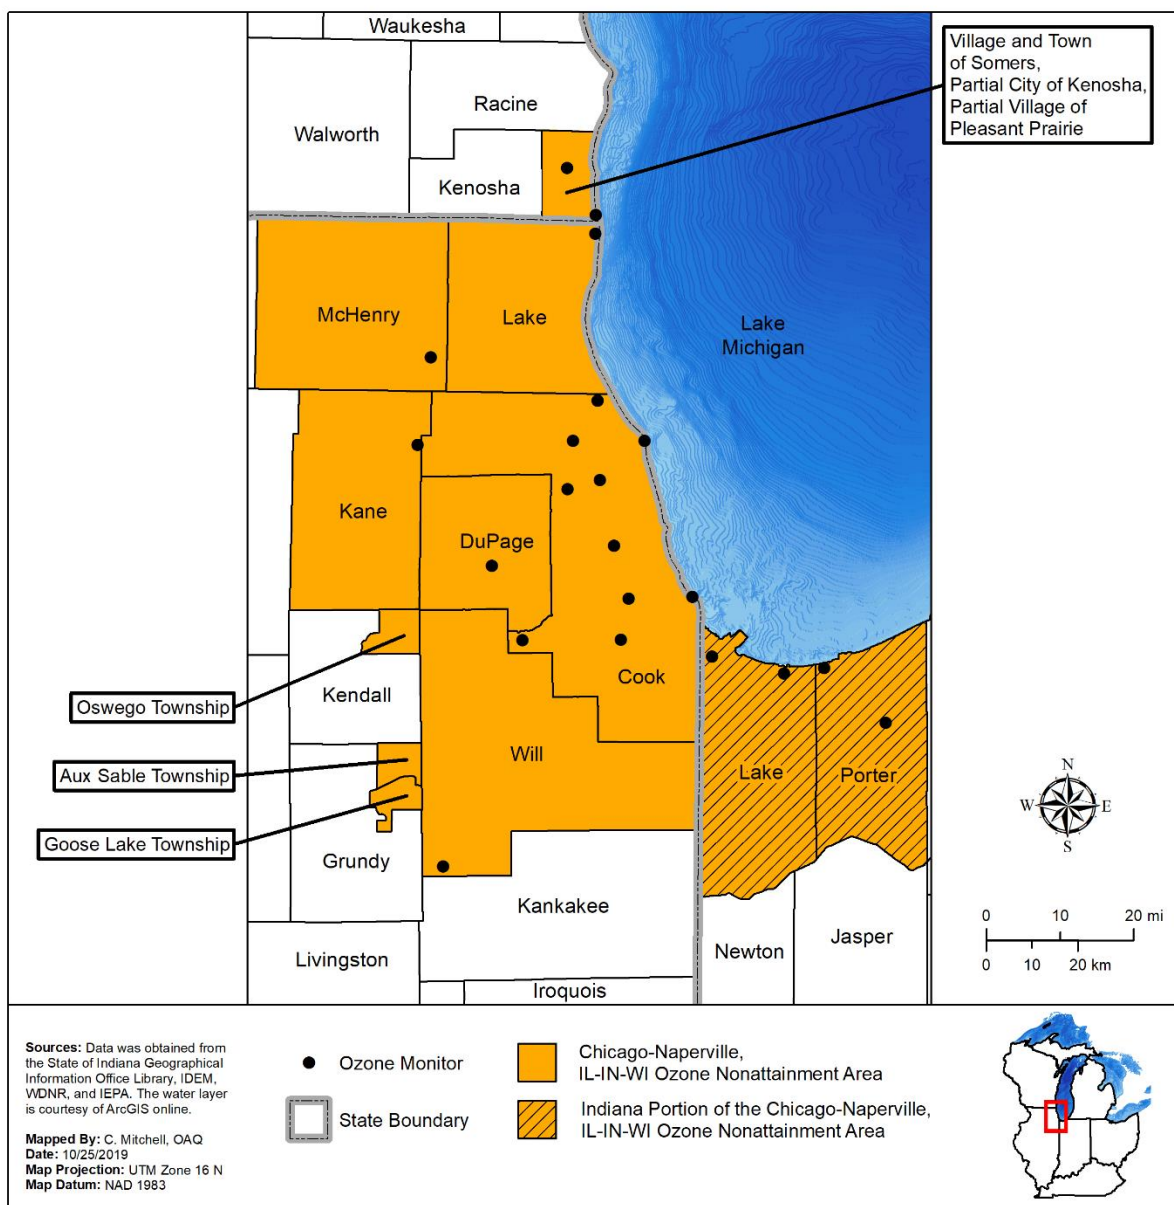 Waukesha
Village and Town
of Somers,
Partial City of Kenosha,
Partial Village of
Pleasant Prairie
Racine
Walworth
Kenosha
McHenry
Lake
Lake
Michigan
Kane
DuPage
Cook
Kendall
Oswego Township
Will
Lake
Porter
Aux Sable Township
Goose Lake Township
Grundy
Kankakee
Livingston
Newton
Jasper
Iroquois
N
W
E
S
0 10 20 mi
0 10 20 km
Sources: Data was obtained from
the State of Indiana Geographical
Information Office Library, IDEM,
WDNR, and IEPA. The water layer
is courtesy of ArcGIS online.
Mapped By: C. Mitchell, OAQ
Date: 10/25/2019
Map Projection: UTM Zone 16 N
Map Datum: NAD 1983
Ozone Monitor
State Boundary
Chicago-Naperville,
IL-IN-WI Ozone Nonattainment Area
Indiana Portion of the Chicago-Naperville,
IL-IN-WI Ozone Nonattainment Area